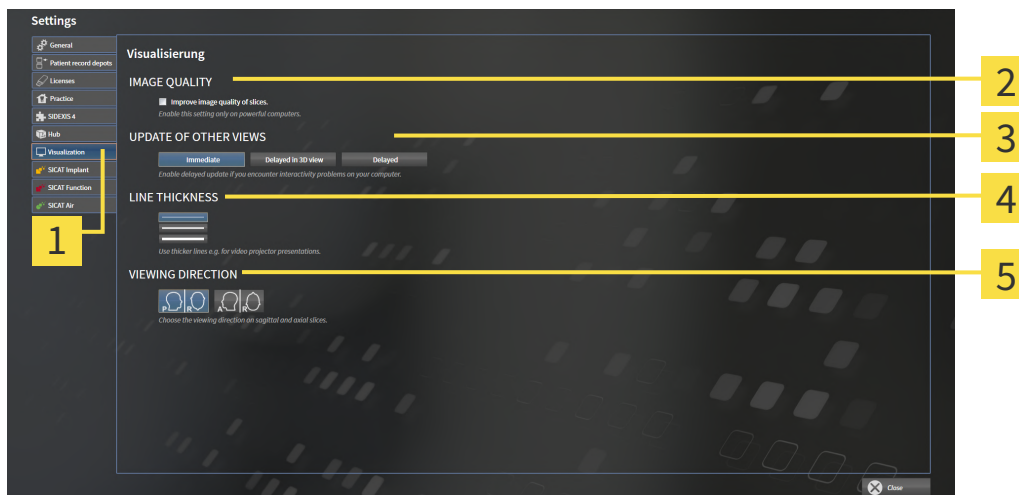 Settings
General
Patient record depots
Licenses
Practice
SIDEXIS 4
Hub
Visualization
SICAT Implant
SICAT Function
SICAT Air
1
Visualisierung
IMAGE QUALITY
2
Improve image quality of slices.
Enable this setting only on powerful computers.
UPDATE OF OTHER VIEWS
3
Immediate Delayed in 3D view Delayed
Enable delayed update if you encounter interactivity problems on your computer.
LINE THICKNESS
4
Use thicker lines e.g. for video projector presentations.
VIEWING DIRECTION
5
P R A R
Choose the viewing direction on sagittal and axial slices.
Close